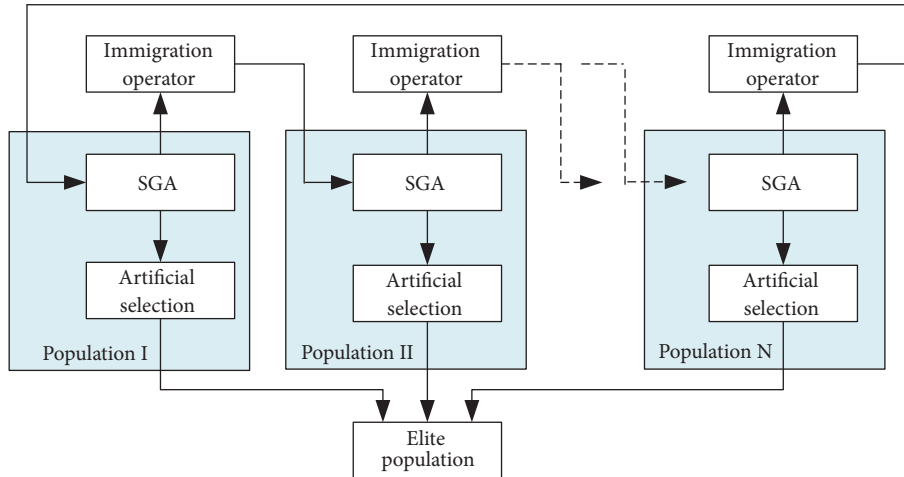 Immigration
operator
Immigration
operator
Immigration
operator
SGA
SGA
SGA
Artificial
selection
Artificial
selection
Artificial
selection
Population I
Population II
Population N
Elite
population